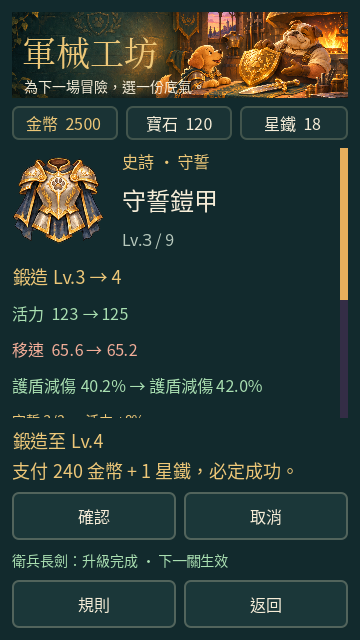 軍械工坊
為下一場冒險，選一份底氣。
金幣 2500
寶石 120
星鐵 18
史詩 · 守誓
守誓鎧甲
Lv.3 / 9
鍛造 Lv.3 → 4
活力 123 → 125
移速 65.6 → 65.2
護盾減傷 40.2% → 護盾減傷 42.0%
鍛造至 Lv.4
支付 240 金幣 + 1 星鐵，必定成功。
確認
取消
衛兵長劍：升級完成 · 下一關生效
規則
返回